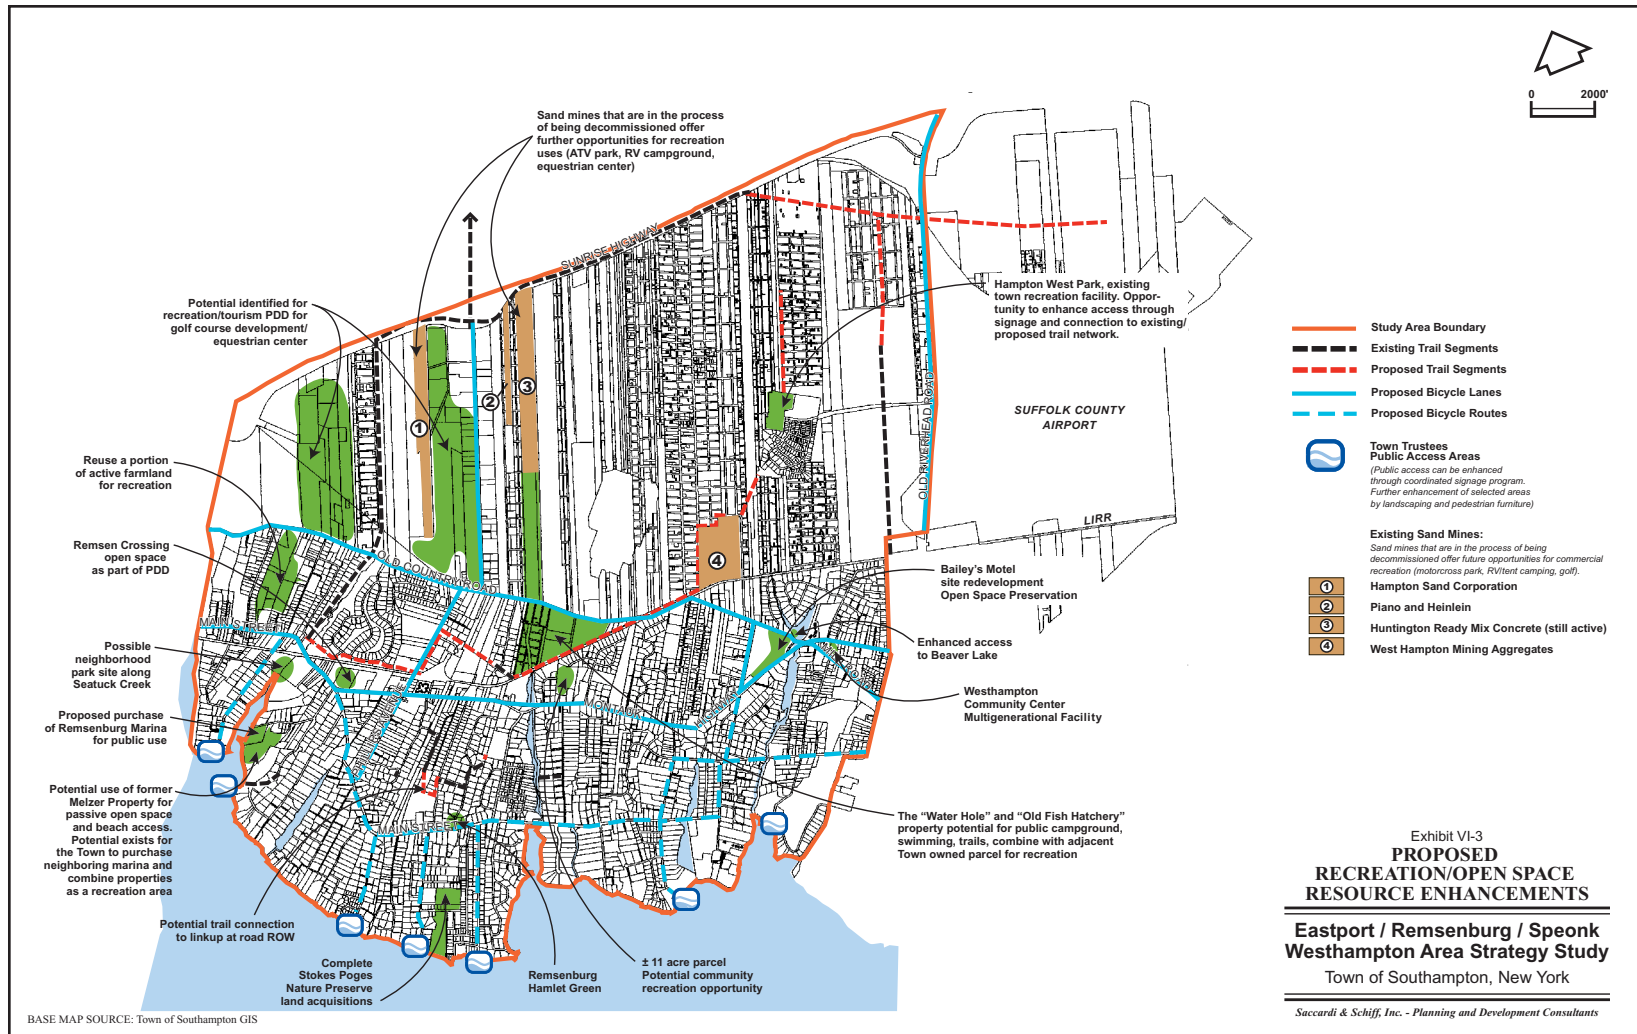 0 2000'
Sand mines that are in the process
of being decommissioned offer
further opportunities for recreation
uses (ATV park, RV campground,
equestrian center)
SUNRISE HIGHWAY
Potential identified for
recreation/tourism PDD for
golf course development/
equestrian center
Hampton West Park, existing
town recreation facility. Oppor-
tunity to enhance access through
signage and connection to existing/
proposed trail network.
1
2
3
4
OLD RIVERHEAD ROAD
SUFFOLK COUNTY
AIRPORT
LIRR
Reuse a portion
of active farmland
for recreation
Remsen Crossing
open space
as part of PDD
OLD COUNTRY ROAD
MAIN STREET
Possible
neighborhood
park site along
Seatuck Creek
Proposed purchase
of Remsenburg Marina
for public use
Potential use of former
Melzer Property for
passive open space
and beach access.
Potential exists for
the Town to purchase
neighboring marina and
combine properties
as a recreation area
Potential trail connection
to linkup at road ROW
Complete
Stokes Poges
Nature Preserve
land acquisitions
MAIN STREET
MONTAUK
HIGHWAY
Remsenburg
Hamlet Green
± 11 acre parcel
Potential community
recreation opportunity
Bailey's Motel
site redevelopment
Open Space Preservation
Enhanced access
to Beaver Lake
Westhampton
Community Center
Multigenerational Facility
The "Water Hole" and "Old Fish Hatchery"
property potential for public campground,
swimming, trails, combine with adjacent
Town owned parcel for recreation
Study Area Boundary
Existing Trail Segments
Proposed Trail Segments
Proposed Bicycle Lanes
Proposed Bicycle Routes
Town Trustees
Public Access Areas
(Public access can be enhanced
through coordinated signage program.
Further enhancement of selected areas
by landscaping and pedestrian furniture)
Existing Sand Mines:
Sand mines that are in the process of being
decommissioned offer future opportunities for commercial
recreation (motorcross park, RV/tent camping, golf).
1 Hampton Sand Corporation
2 Piano and Heinlein
3 Huntington Ready Mix Concrete (still active)
4 West Hampton Mining Aggregates
Exhibit VI-3
PROPOSED
RECREATION/OPEN SPACE
RESOURCE ENHANCEMENTS
Eastport / Remsenburg / Speonk
Westhampton Area Strategy Study
Town of Southampton, New York
Saccardi & Schiff, Inc. - Planning and Development Consultants
BASE MAP SOURCE: Town of Southampton GIS